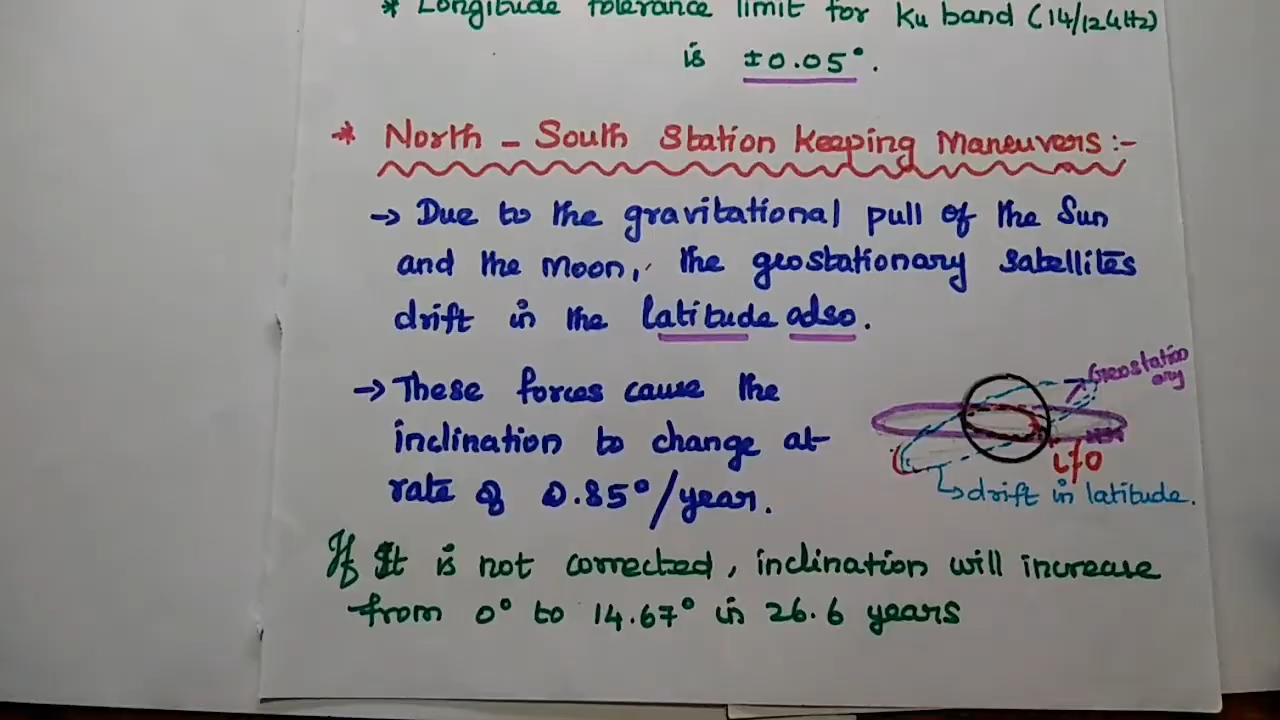 * Longitude tolerance limit for Ku band (14/12GHz)
is ±0.05°.
* North - South Station Keeping Maneuvers :-
→ Due to the gravitational pull of the Sun
and the Moon, the geostationary satellites
drift in the latitude also.
→ These forces cause the
inclination to change at
rate of 0.85°/year.
Geostation
ary
i/0
↳ drift in latitude.
If It is not corrected, inclination will increase
from 0° to 14.67° in 26.6 years